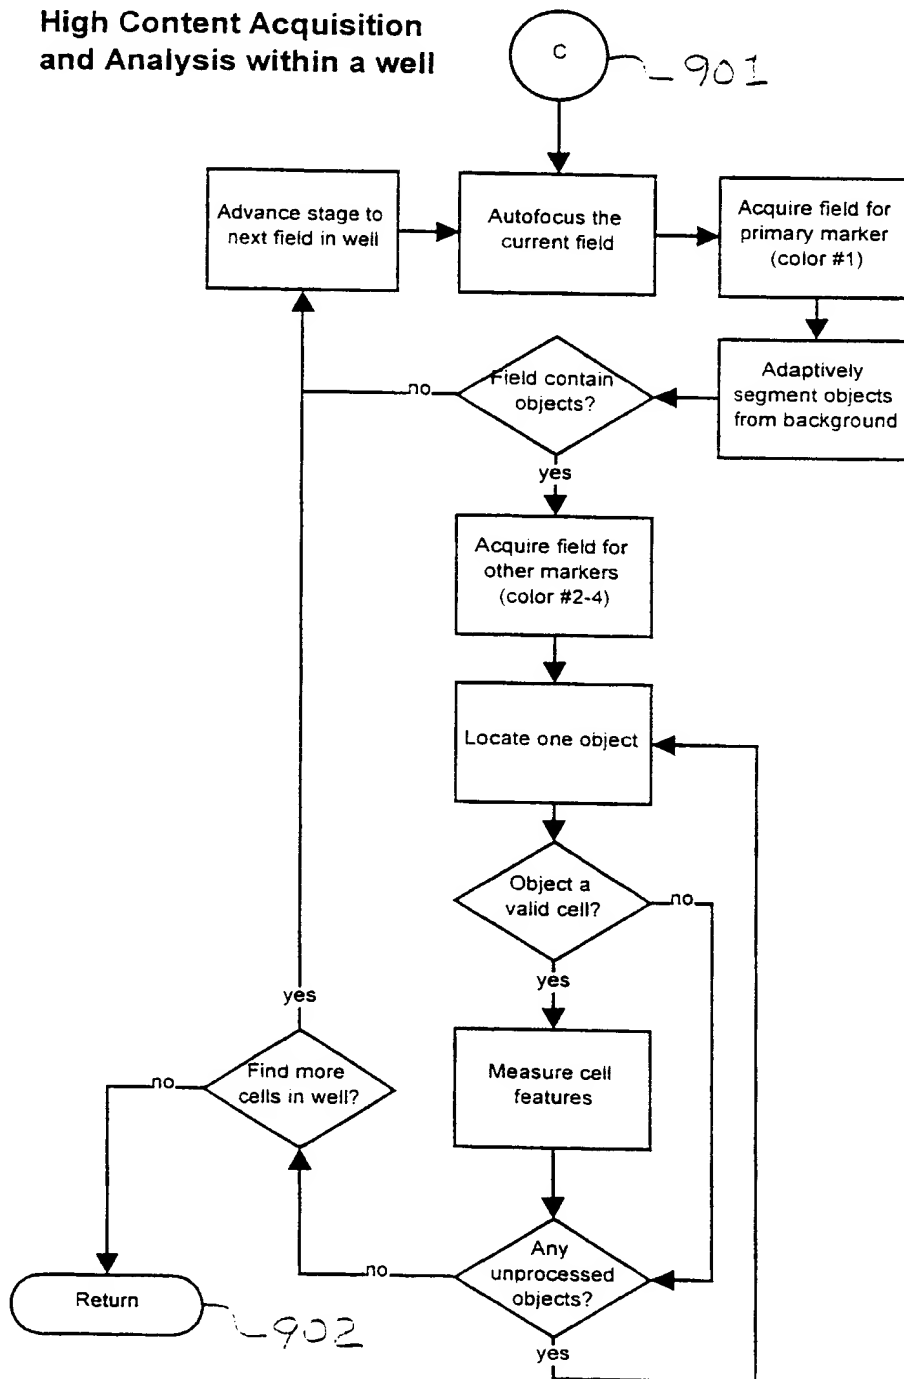 High Content Acquisition
and Analysis within a well
C
901
Advance stage to
next field in well
Autofocus the
current field
Acquire field for
primary marker
(color #1)
Adaptively
segment objects
from background
Field contain
objects?
no
yes
Acquire field for
other markers
(color #2-4)
Locate one object
Object a
valid cell?
no
yes
Measure cell
features
Any
unprocessed
objects?
no
yes
Find more
cells in well?
yes
no
Return
902